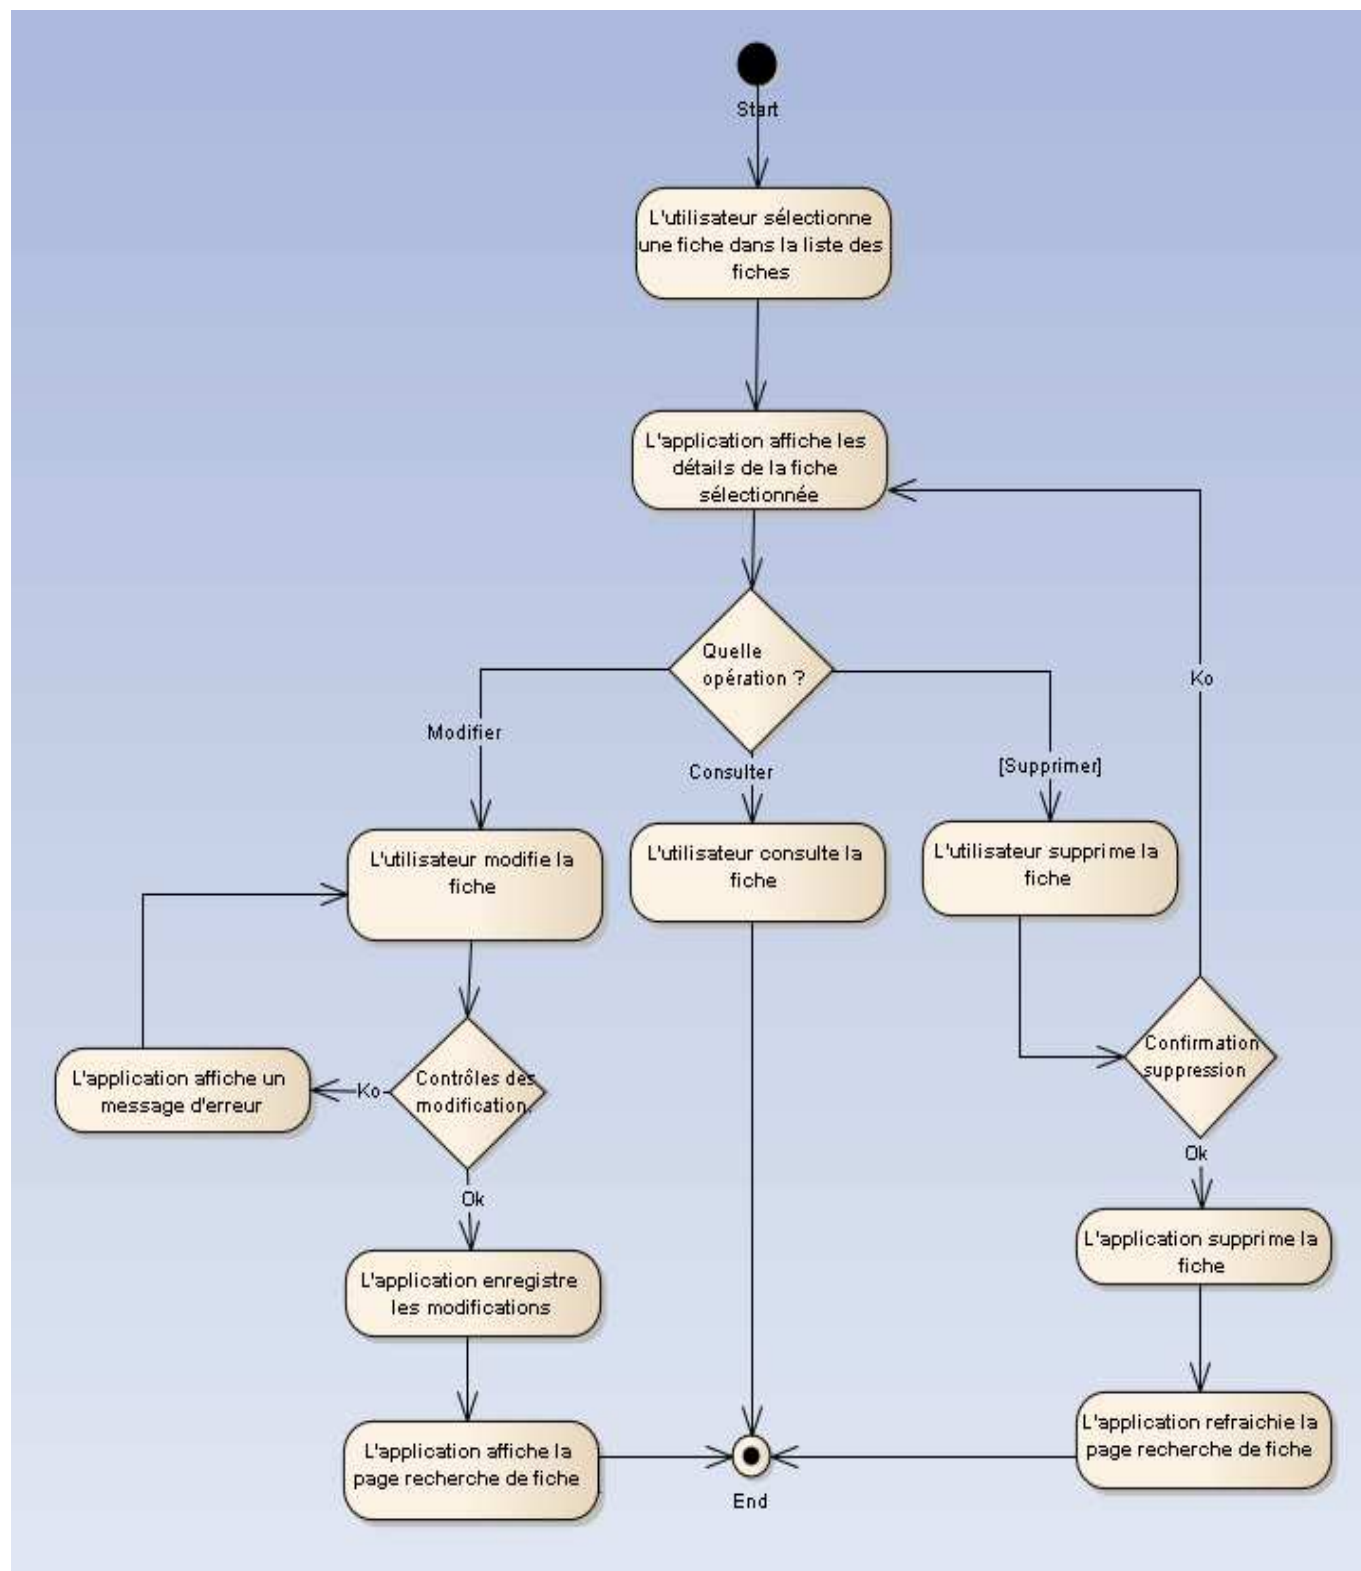 Start
L'utilisateur sélectionne
une fiche dans la liste des
fiches
L'application affiche les
détails de la fiche
sélectionnée
Quelle
opération ?
Ko
Modifier
Consulter
[Supprimer]
L'utilisateur modifie la
fiche
L'utilisateur consulte la
fiche
L'utilisateur supprime la
fiche
L'application affiche un
message d'erreur
Ko
Contrôles des
modification.
Confirmation
suppression
Ok
Ok
L'application enregistre
les modifications
L'application supprime la
fiche
L'application affiche la
page recherche de fiche
L'application refraichie la
page recherche de fiche
End